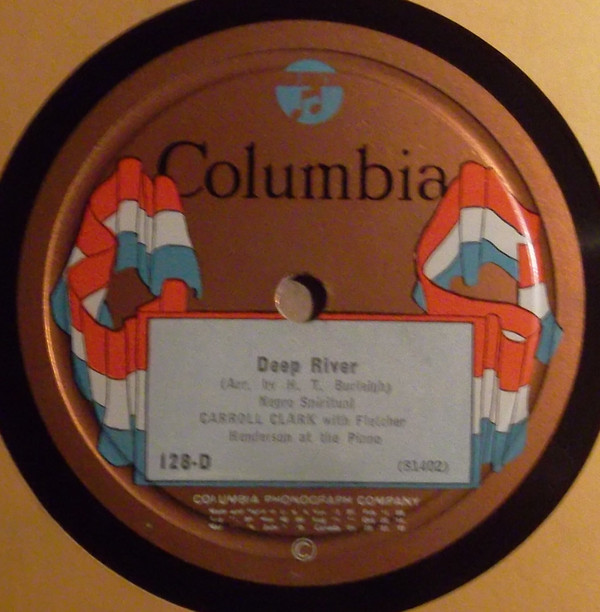 Columbia
Deep River
(Arr. by H. T. Burleigh)
Negro Spiritual
CARROLL CLARK with Fletcher
Henderson at the Piano
128-D (81402)
COLUMBIA PHONOGRAPH COMPANY
©